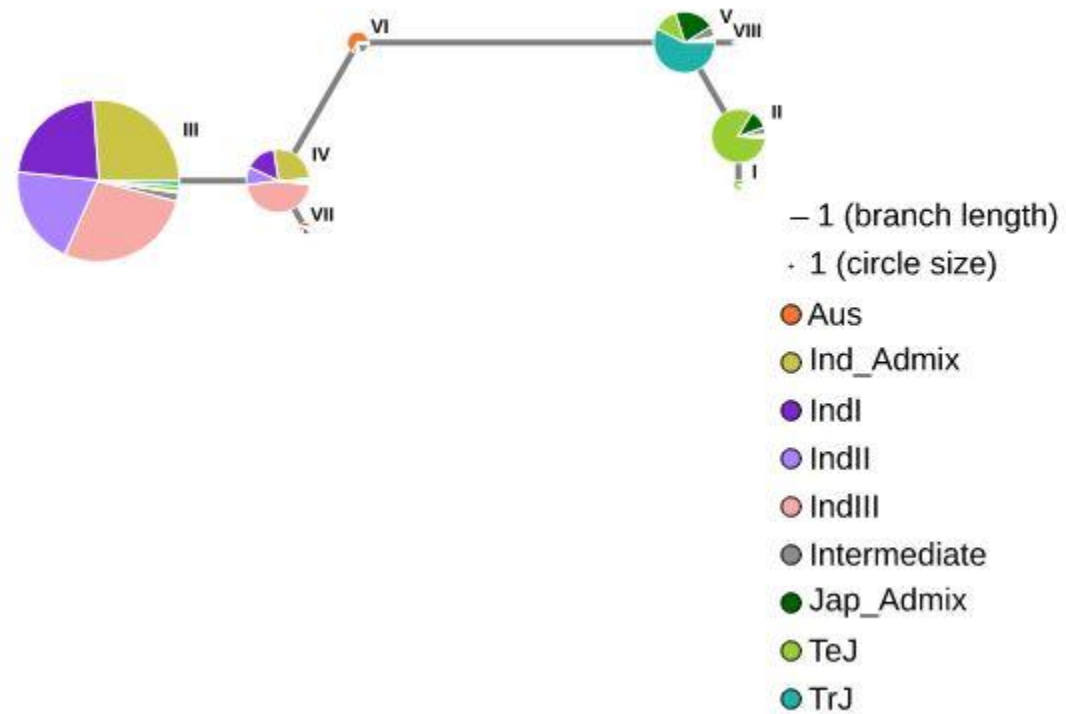 VI
V
VIII
III
II
IV
I
VII
– 1 (branch length)
· 1 (circle size)
Aus
Ind_Admix
IndI
IndII
IndIII
Intermediate
Jap_Admix
TeJ
TrJ